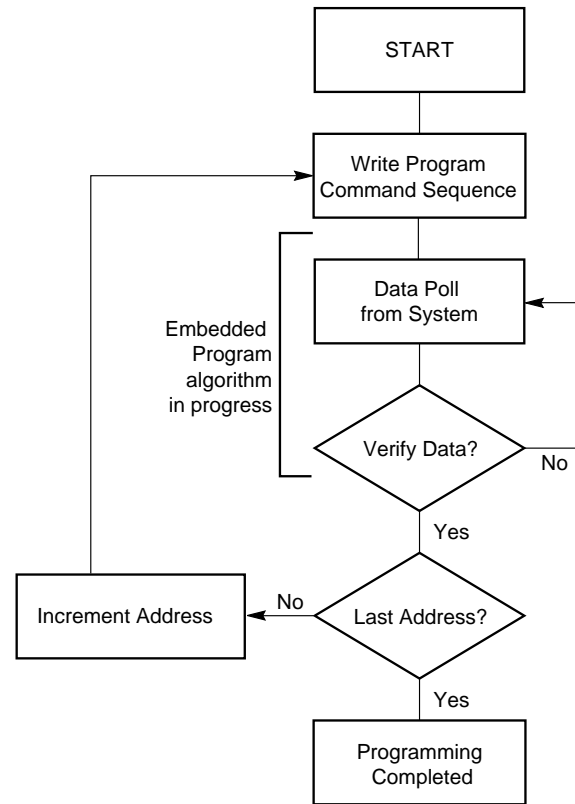 START
Write Program
Command Sequence
Data Poll
from System
Embedded
Program
algorithm
in progress
Verify Data?
No
Yes
Last Address?
No
Increment Address
Yes
Programming
Completed